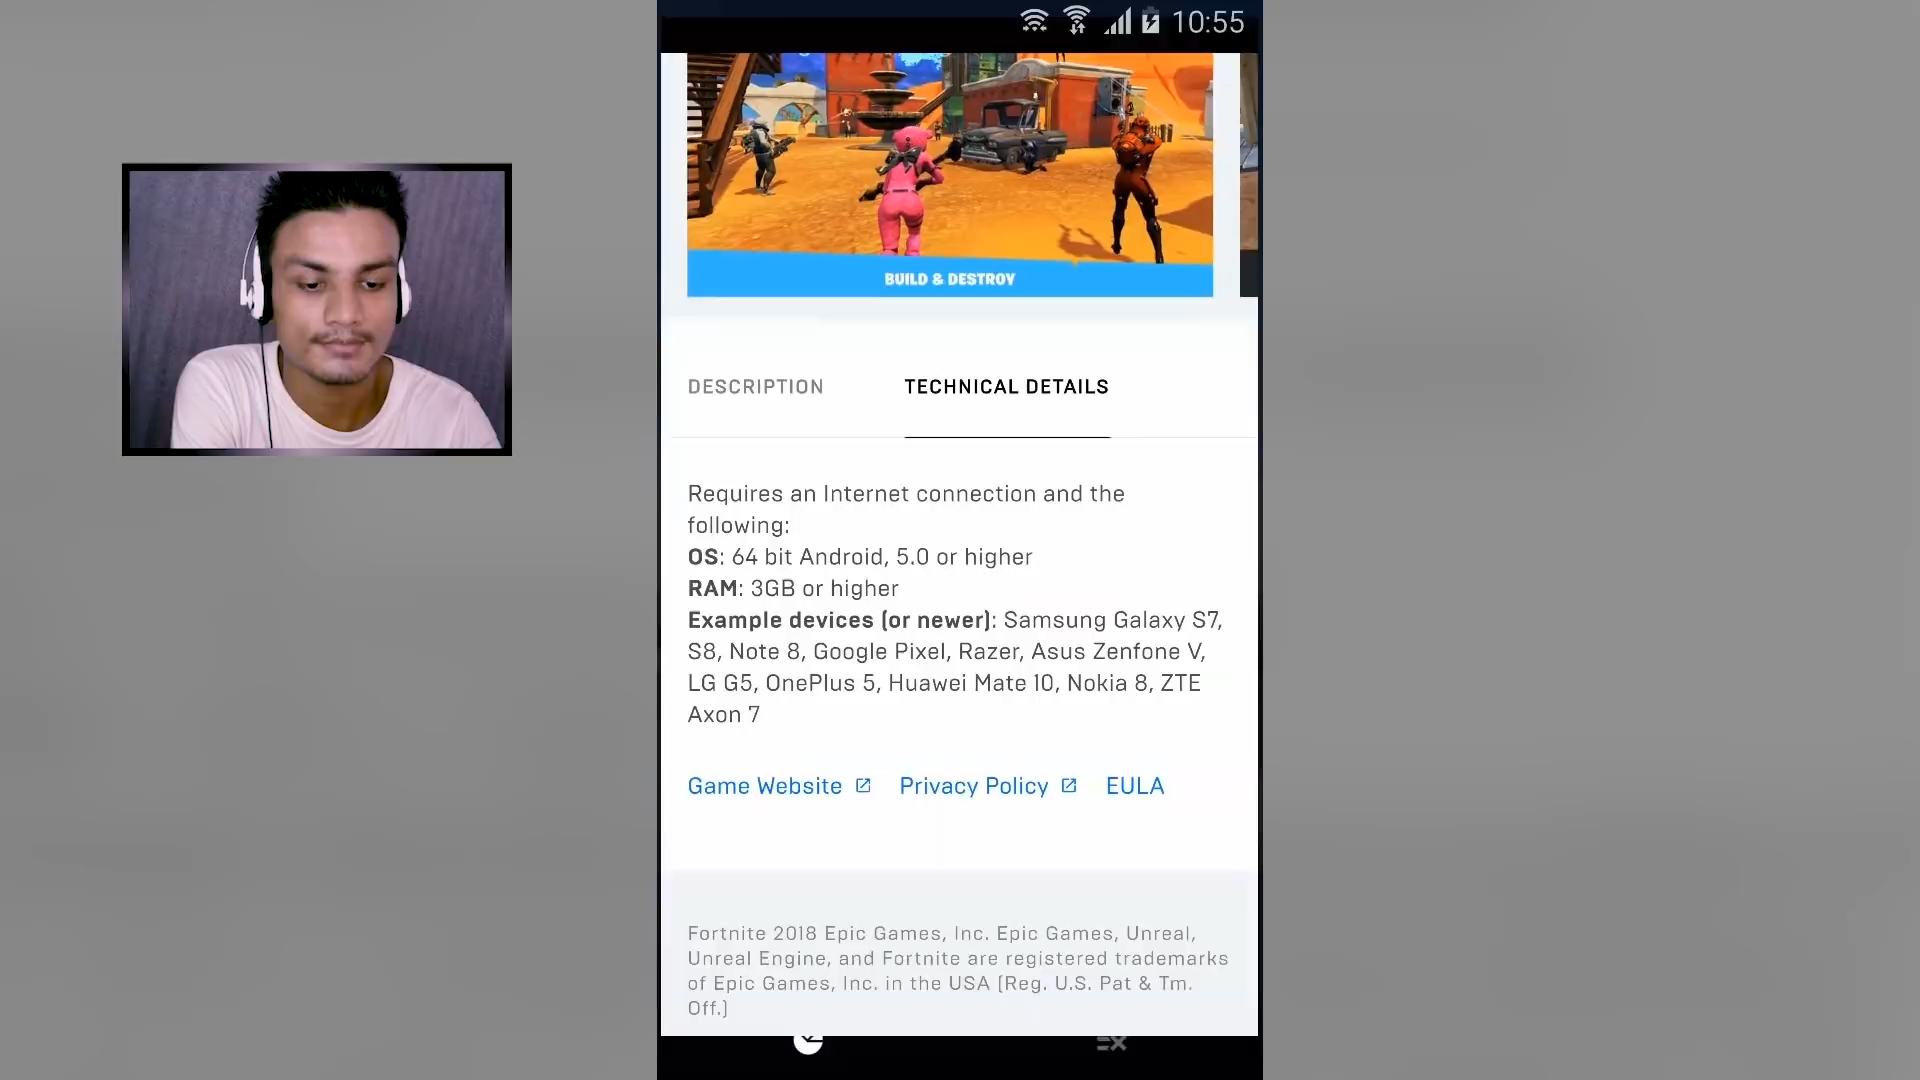 10:55
BUILD & DESTROY
DESCRIPTION TECHNICAL DETAILS
Requires an Internet connection and the
following:
OS: 64 bit Android, 5.0 or higher
RAM: 3GB or higher
Example devices (or newer): Samsung Galaxy S7,
S8, Note 8, Google Pixel, Razer, Asus Zenfone V,
LG G5, OnePlus 5, Huawei Mate 10, Nokia 8, ZTE
Axon 7
Game Website Privacy Policy EULA
Fortnite 2018 Epic Games, Inc. Epic Games, Unreal,
Unreal Engine, and Fortnite are registered trademarks
of Epic Games, Inc. in the USA (Reg. U.S. Pat & Tm.
Off.)